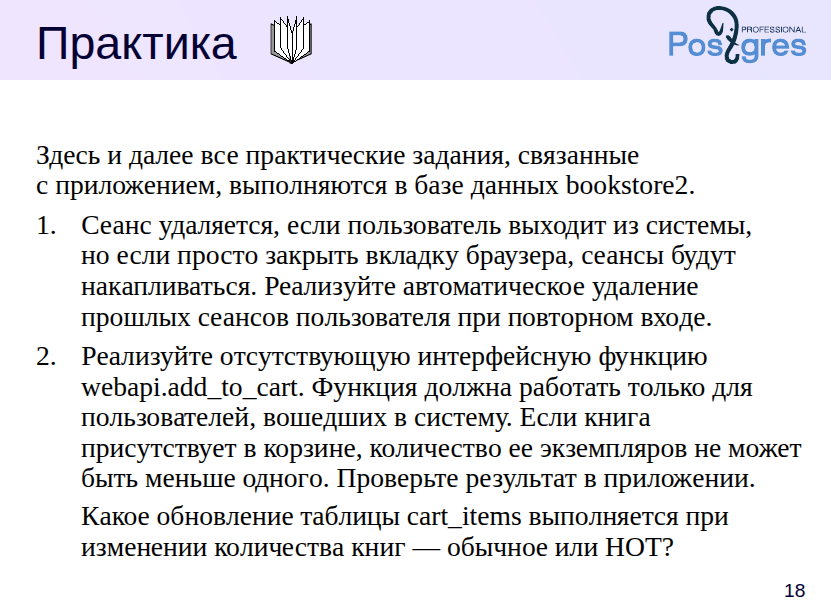 Практика
PROFESSIONAL
Postgres
Здесь и далее все практические задания, связанные
с приложением, выполняются в базе данных bookstore2.
1. Сеанс удаляется, если пользователь выходит из системы,
но если просто закрыть вкладку браузера, сеансы будут
накапливаться. Реализуйте автоматическое удаление
прошлых сеансов пользователя при повторном входе.
2. Реализуйте отсутствующую интерфейсную функцию
webapi.add_to_cart. Функция должна работать только для
пользователей, вошедших в систему. Если книга
присутствует в корзине, количество ее экземпляров не может
быть меньше одного. Проверьте результат в приложении.
Какое обновление таблицы cart_items выполняется при
изменении количества книг — обычное или HOT?
18